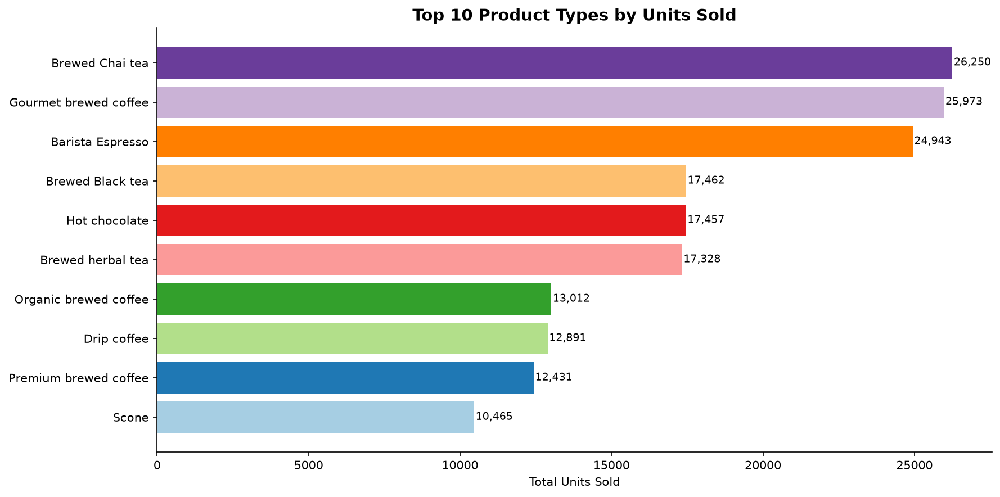 Top 10 Product Types by Units Sold
Brewed Chai tea 26,250
Gourmet brewed coffee 25,973
Barista Espresso 24,943
Brewed Black tea 17,462
Hot chocolate 17,457
Brewed herbal tea 17,328
Organic brewed coffee 13,012
Drip coffee 12,891
Premium brewed coffee 12,431
Scone 10,465
0 5000 10000 15000 20000 25000
Total Units Sold